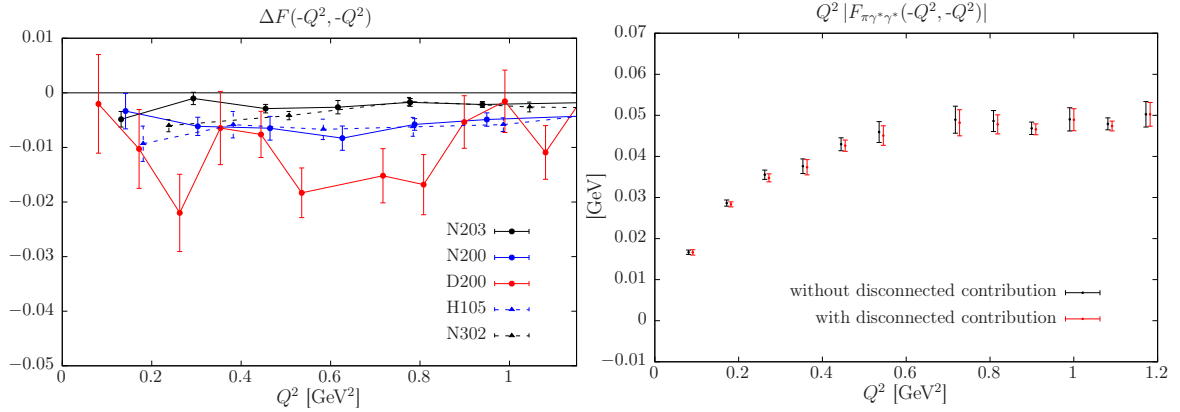 ΔF(-Q², -Q²)
0.01
0
−0.01
−0.02
−0.03
−0.04
−0.05
0
0.2
0.4
0.6
0.8
1
Q² [GeV²]
N203
N200
D200
H105
N302
Q² |Fπγ*γ*(-Q², -Q²)|
[GeV]
0.07
0.06
0.05
0.04
0.03
0.02
0.01
0
−0.01
0
0.2
0.4
0.6
0.8
1
1.2
Q² [GeV²]
without disconnected contribution
with disconnected contribution